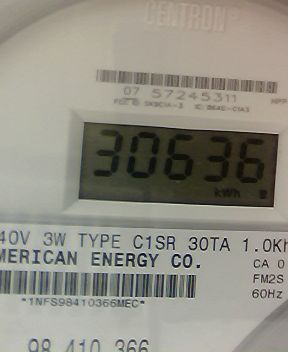 CENTRON®
07 57245311
30636
kWh
40V 3W TYPE C1SR 30TA 1.0Kh
MERICAN ENERGY CO. CA 0
FM2S
*1NFS98410366MEC* 60Hz
98 410 366